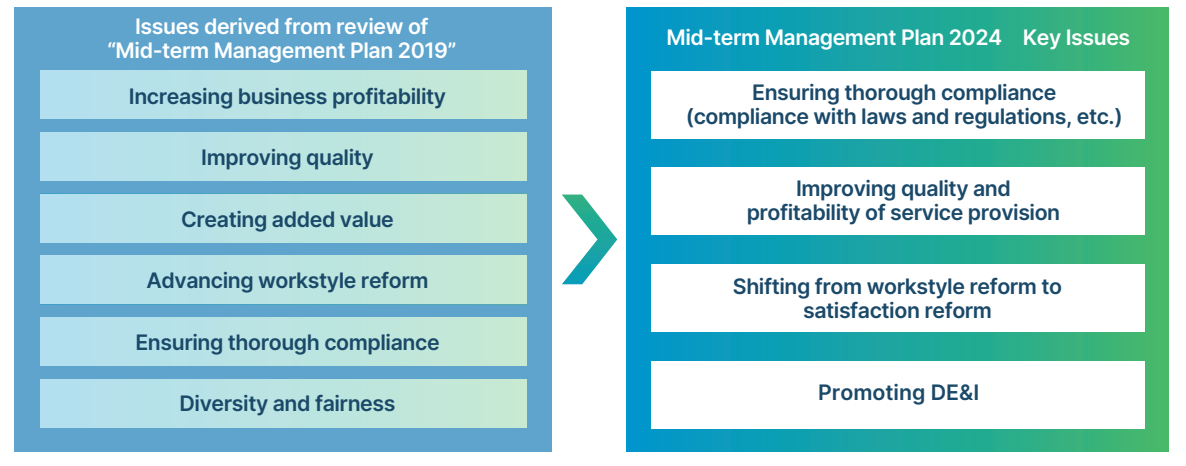 Issues derived from review of
“Mid-term Management Plan 2019”
Increasing business profitability
Improving quality
Creating added value
Advancing workstyle reform
Ensuring thorough compliance
Diversity and fairness
Mid-term Management Plan 2024 Key Issues
Ensuring thorough compliance
(compliance with laws and regulations, etc.)
Improving quality and
profitability of service provision
Shifting from workstyle reform to
satisfaction reform
Promoting DE&I